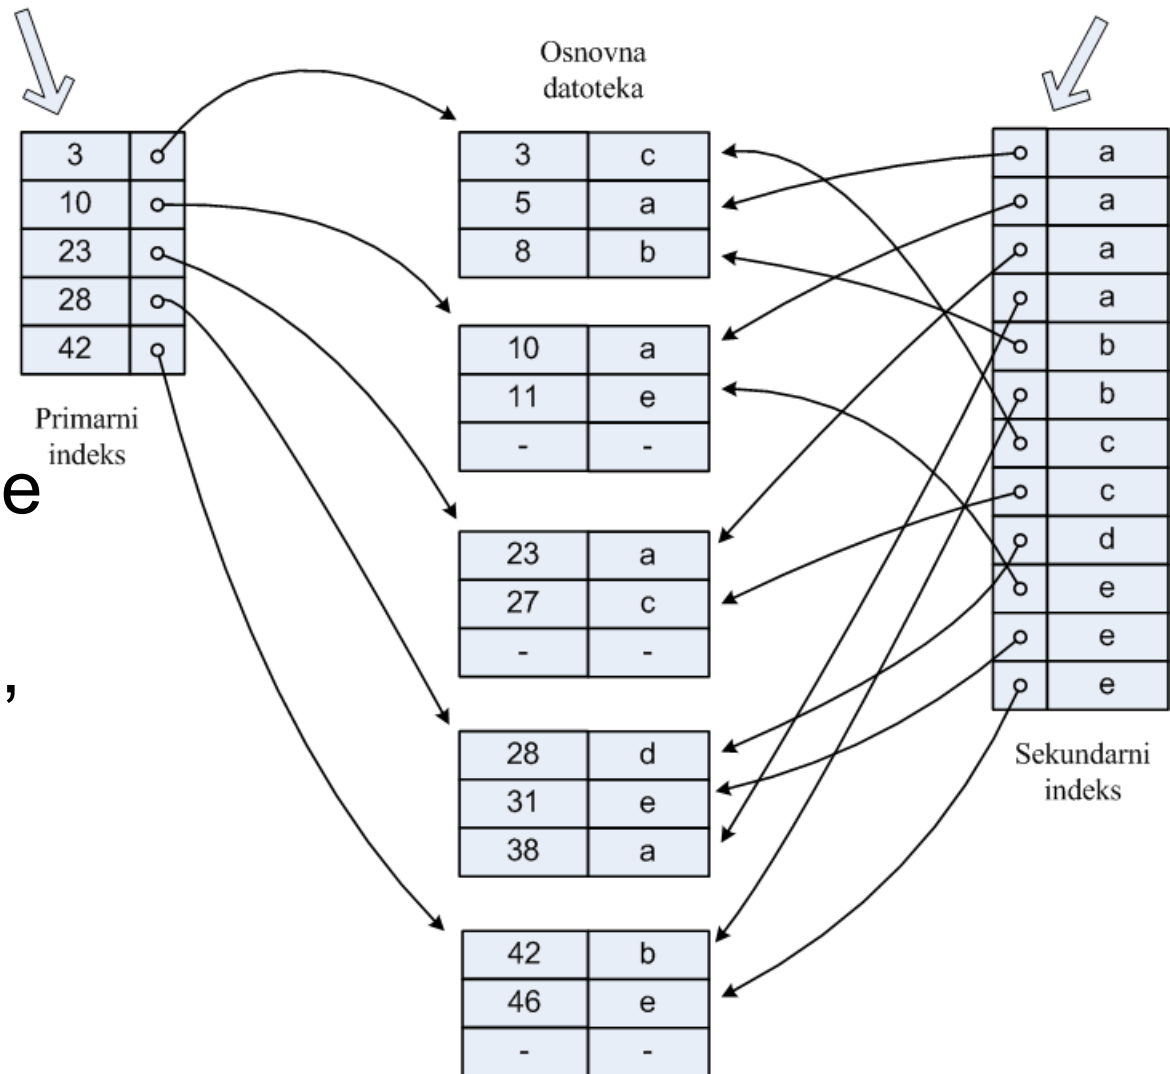 Osnovna
datoteka
3
10
23
28
42
Primarni
indeks
e
,
3 c
5 a
8 b
10 a
11 e
- -
23 a
27 c
- -
28 d
31 e
38 a
42 b
46 e
- -
a
a
a
a
b
b
c
c
d
e
e
e
Sekundarni
indeks